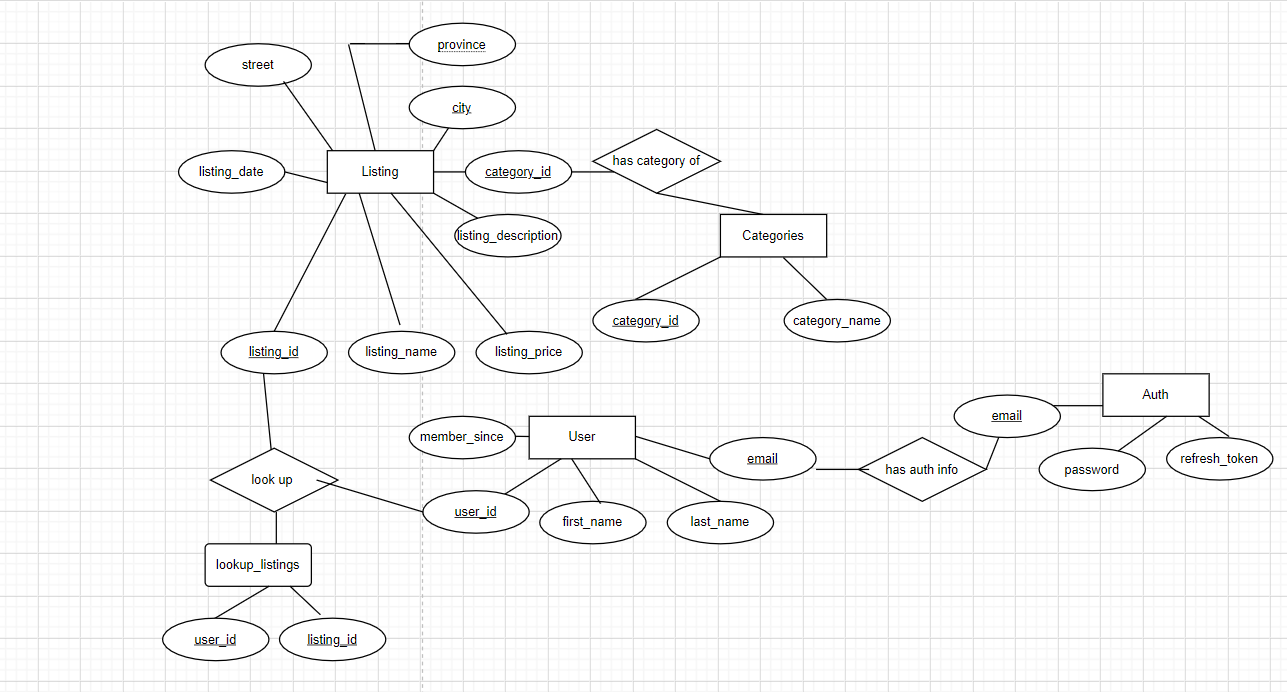 province
street
city
has category of
Listing
listing_date
category_id
listing_description
Categories
category_id
category_name
listing_id
listing_name
listing_price
Auth
email
member_since
User
email
has auth info
password
refresh_token
look up
user_id
first_name
last_name
lookup_listings
user_id
listing_id